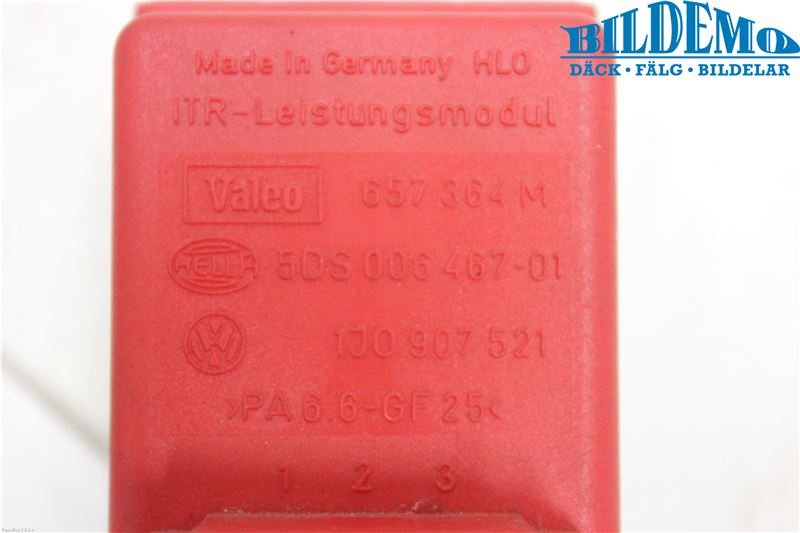 BILDEMO
DÄCK • FÄLG • BILDELAR
Made in Germany HLO
ITR-Leistungsmodul
Valeo 657 364 M
HELLA 5DS 006 467-01
VW 1J0 907 521
>PA 6.6-GF 25<
1 2 3